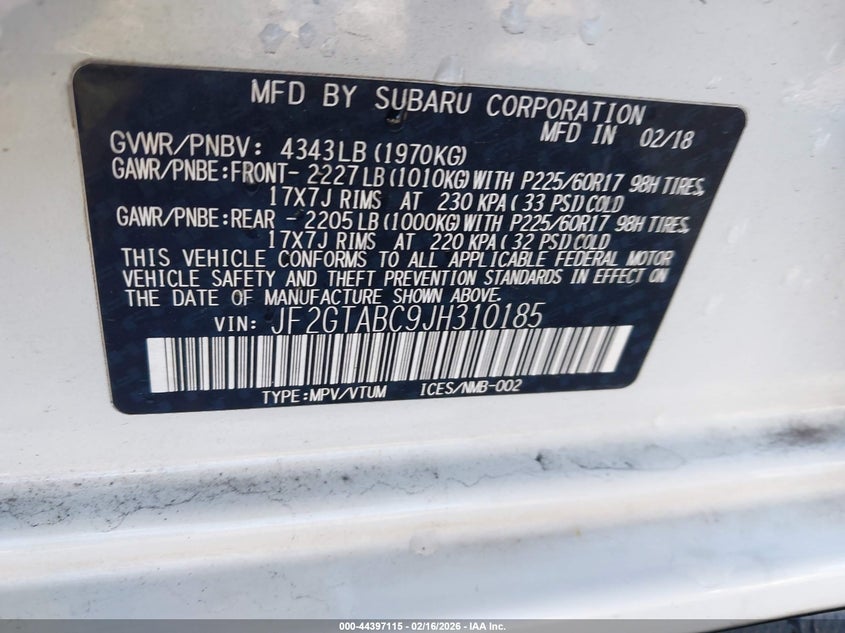 MFD BY SUBARU CORPORATION
MFD IN 02/18
GVWR/PNBV: 4343LB (1970KG)
GAWR/PNBE:FRONT- 2227LB (1010KG) WITH P225/60R17 98H TIRES,
17X7J RIMS AT 230 KPA ( 33 PSI) COLD
GAWR/PNBE:REAR - 2205LB (1000KG) WITH P225/60R17 98H TIRES,
17X7J RIMS AT 220 KPA ( 32 PSI) COLD
THIS VEHICLE CONFORMS TO ALL APPLICABLE FEDERAL MOTOR
VEHICLE SAFETY AND THEFT PREVENTION STANDARDS IN EFFECT ON
THE DATE OF MANUFACTURE SHOWN ABOVE.
VIN: JF2GTABC9JH310185
TYPE:MPV/VTUM ICES/NMB-002
000-44397115 - 02/16/2026 - IAA Inc.